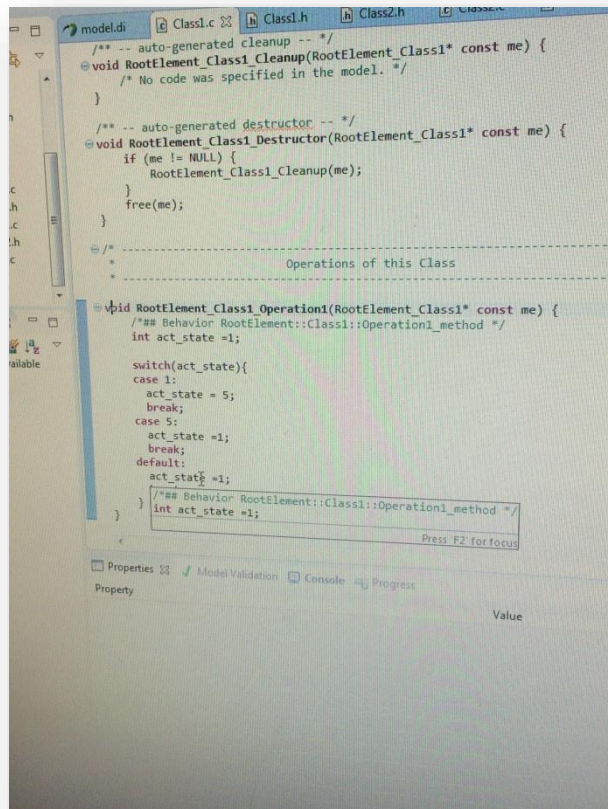 model.di
Class1.c
Class1.h
Class2.h
/** -- auto-generated cleanup -- */
void RootElement_Class1_Cleanup(RootElement_Class1* const me) {
/* No code was specified in the model. */
}
/** -- auto-generated destructor -- */
void RootElement_Class1_Destructor(RootElement_Class1* const me) {
if (me != NULL) {
RootElement_Class1_Cleanup(me);
}
free(me);
}
/* --------------------------------------------------------
* Operations of this Class
* --------------------------------------------------------
void RootElement_Class1_Operation1(RootElement_Class1* const me) {
/*## Behavior RootElement::Class1::Operation1_method */
int act_state =1;
switch(act_state){
case 1:
act_state = 5;
break;
case 5:
act_state =1;
break;
default:
act_state =1;
}
}
/*## Behavior RootElement::Class1::Operation1_method */
int act_state =1;
Press 'F2' for focus
.c
.h
.c
.h
c
vailable
Properties
Model Validation
Console
Progress
Property
Value